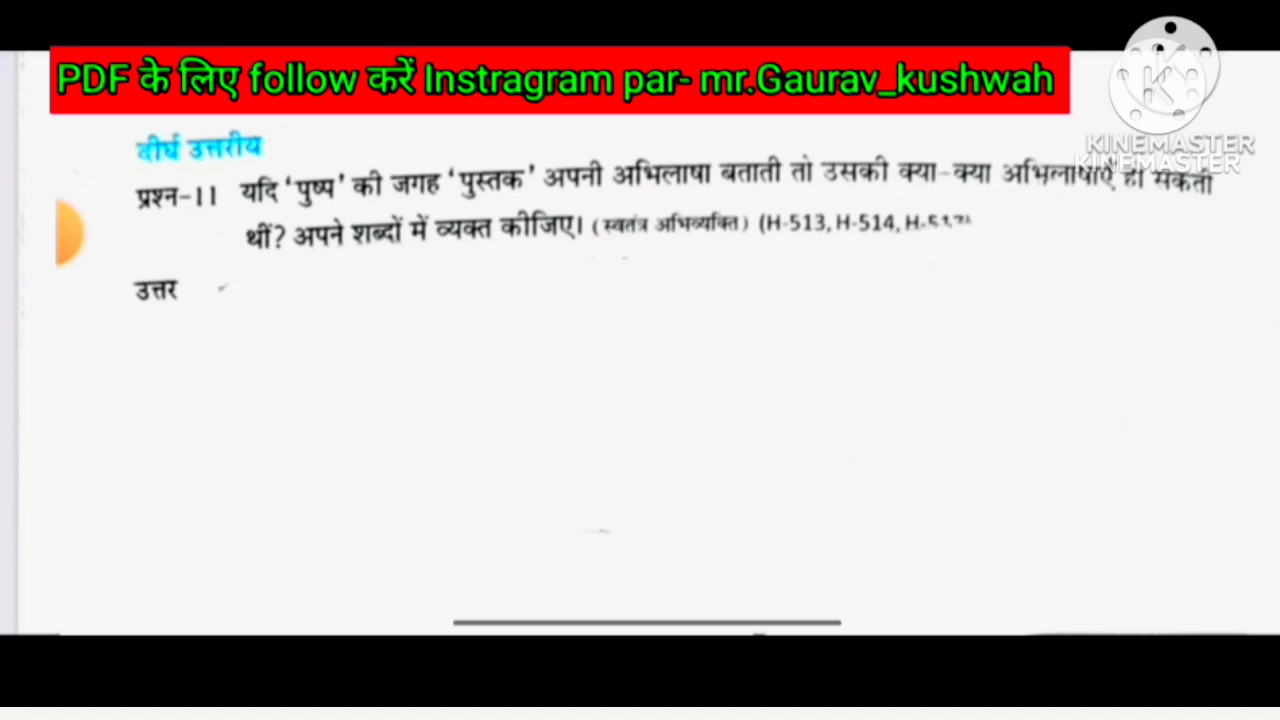 PDF के लिए follow करें Instragram par- mr.Gaurav_kushwah
KINEMASTER
KINEMASTER
दीर्घ उत्तरीय
प्रश्न-11 यदि 'पुष्प' की जगह 'पुस्तक' अपनी अभिलाषा बताती तो उसकी क्या-क्या अभिलाषाएँ हो सकती
थीं? अपने शब्दों में व्यक्त कीजिए। (स्वतंत्र अभिव्यक्ति) (H-513, H-514,
उत्तर